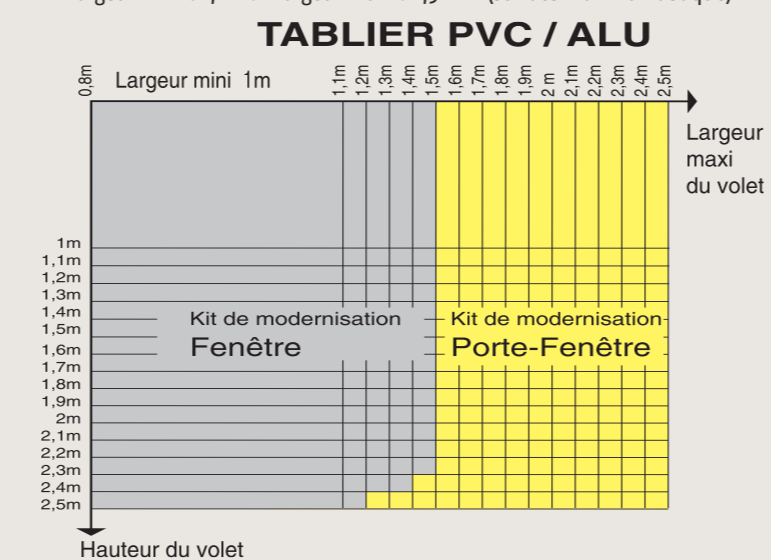 TABLIER PVC / ALU
0,8m
Largeur mini 1m
1,1m
1,2m
1,3m
1,4m
1,5m
1,6m
1,7m
1,8m
1,9m
2 m
2,1m
2,2m
2,3m
2,4m
2,5m
Largeur
maxi
du volet
1m
1,1m
1,2m
1,3m
1,4m
1,5m
1,6m
1,7m
1,8m
1,9m
2m
2,1m
2,2m
2,3m
2,4m
2,5m
Kit de modernisation
Fenêtre
Kit de modernisation
Porte-Fenêtre
Hauteur du volet